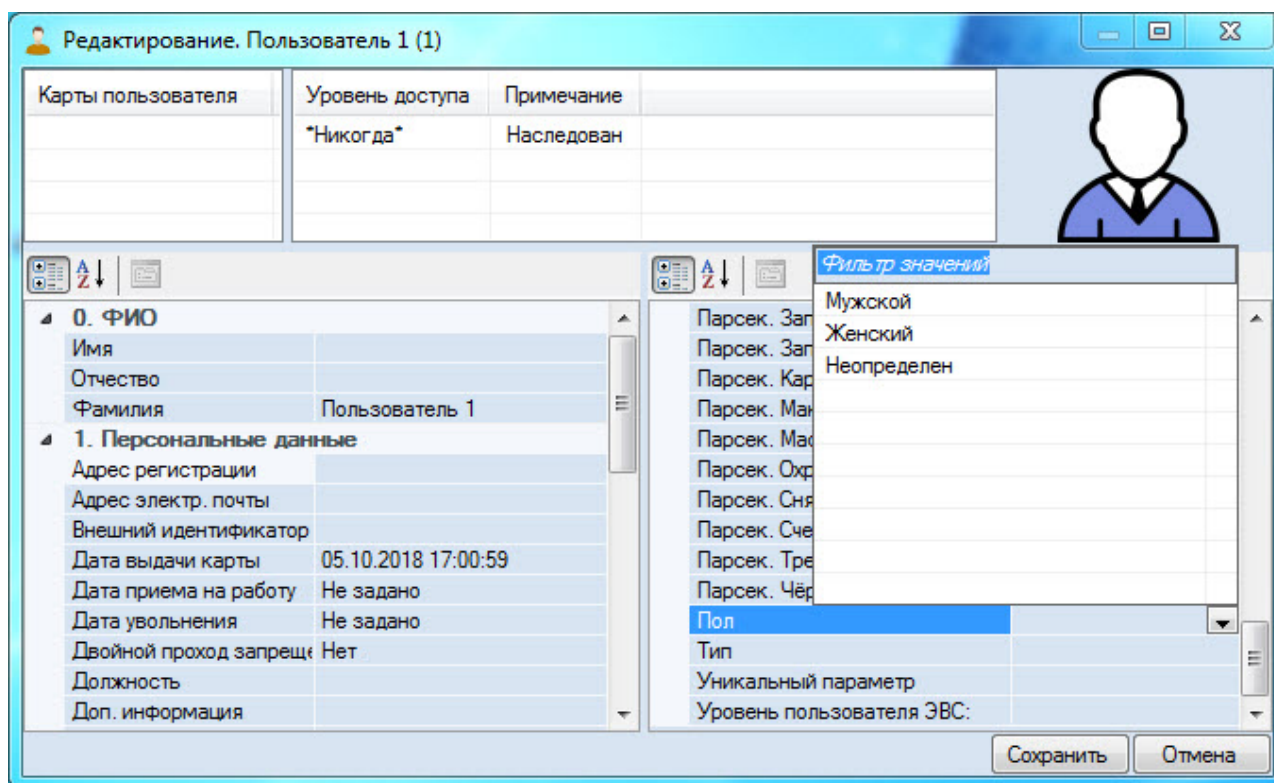 Редактирование. Пользователь 1 (1)
Карты пользователя
Уровень доступа Примечание
*Никогда* Наследован
Фильтр значений
Мужской
Женский
Неопределен
0. ФИО
Имя
Отчество
Фамилия Пользователь 1
1. Персональные данные
Адрес регистрации
Адрес электр. почты
Внешний идентификатор
Дата выдачи карты 05.10.2018 17:00:59
Дата приема на работу Не задано
Дата увольнения Не задано
Двойной проход запреще Нет
Должность
Доп. информация
Парсек. Заг
Парсек. Заг
Парсек. Кар
Парсек. Мак
Парсек. Мас
Парсек. Охр
Парсек. Сня
Парсек. Сче
Парсек. Тре
Парсек. Чёр
Пол
Тип
Уникальный параметр
Уровень пользователя ЭВС:
Сохранить Отмена